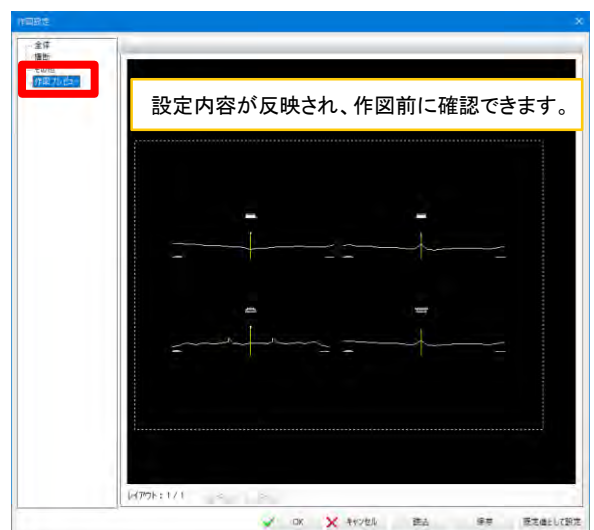 作図設定
全体
横断
その他
作図プレビュー
設定内容が反映され、作図前に確認できます。
レイアウト：1 / 1
OK
キャンセル
読込
保存
既定値として設定